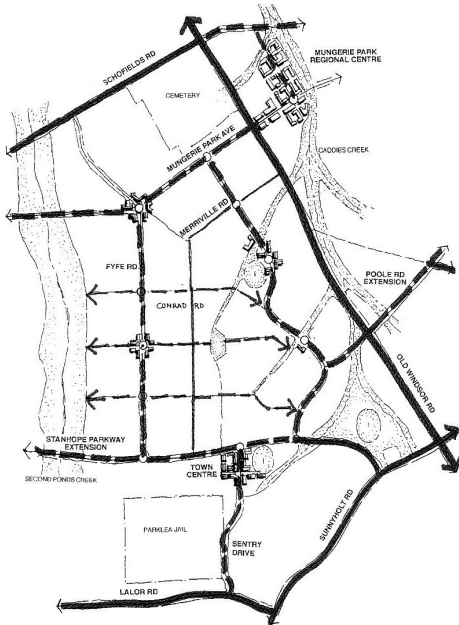 SCHOFIELDS RD
MUNGERIE PARK
REGIONAL CENTRE
CEMETERY
MUNGERIE PARK AVE
CADDIES CREEK
MERRIVILLE RD
FYFE RD
POOLE RD
EXTENSION
CONRAD RD
OLD WINDSOR RD
STANHOPE PARKWAY
EXTENSION
SECOND PONDS CREEK
TOWN
CENTRE
PARKLEA JAIL
SENTRY
DRIVE
SUNNYHOLT RD
LALOR RD